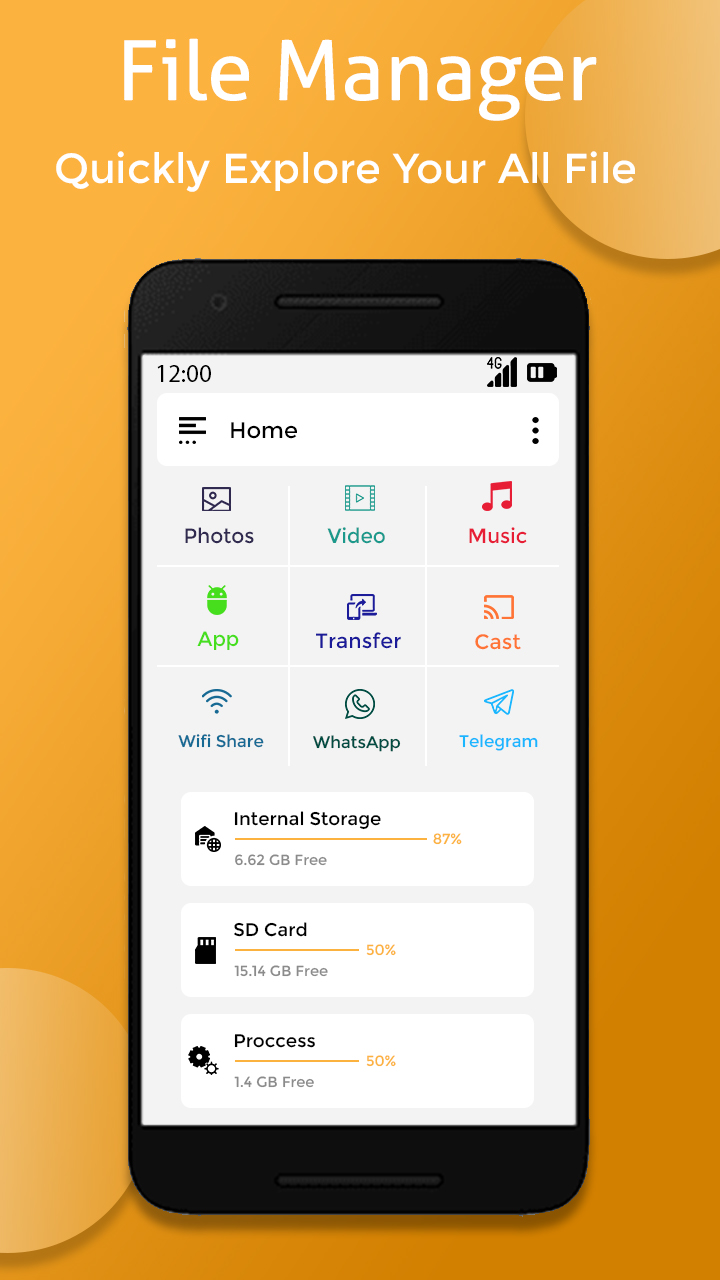 File Manager
Quickly Explore Your All File
12:00
4G
Home
Photos
Video
Music
App
Transfer
Cast
Wifi Share
WhatsApp
Telegram
Internal Storage
87%
6.62 GB Free
SD Card
50%
15.14 GB Free
Proccess
50%
1.4 GB Free